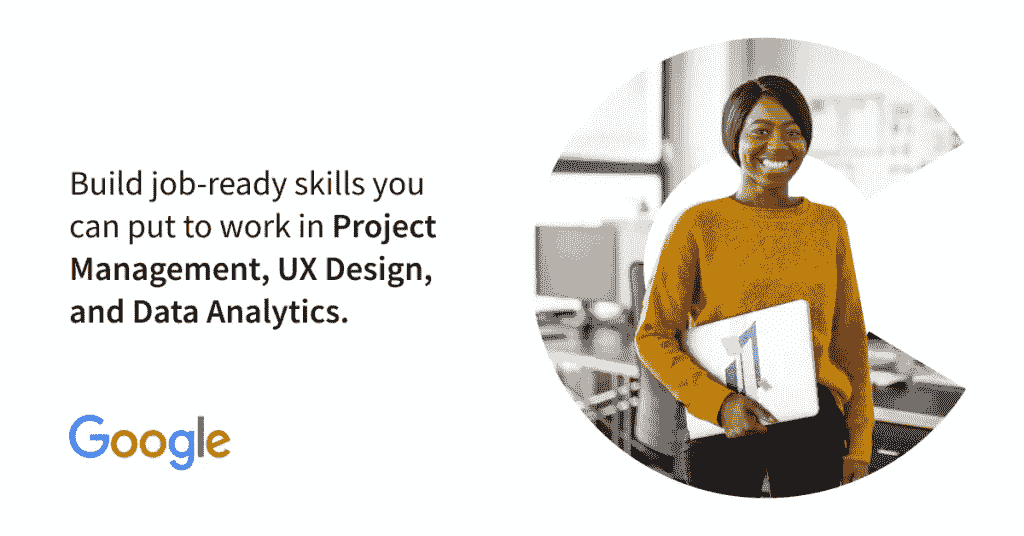 Build job-ready skills you
can put to work in Project
Management, UX Design,
and Data Analytics.
Google